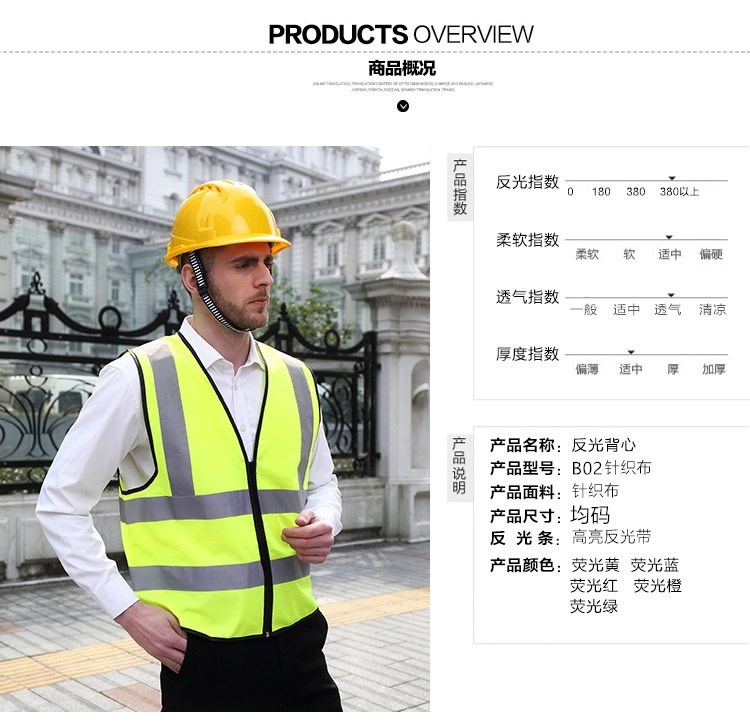 PRODUCTS OVERVIEW
商品概况
产品指数
反光指数
0 180 380 380以上
柔软指数
柔软 软 适中 偏硬
透气指数
一般 适中 透气 清凉
厚度指数
偏薄 适中 厚 加厚
产品说明
产品名称：反光背心
产品型号：B02针织布
产品面料：针织布
产品尺寸：均码
反 光 条：高亮反光带
产品颜色：荧光黄 荧光蓝
荧光红 荧光橙
荧光绿